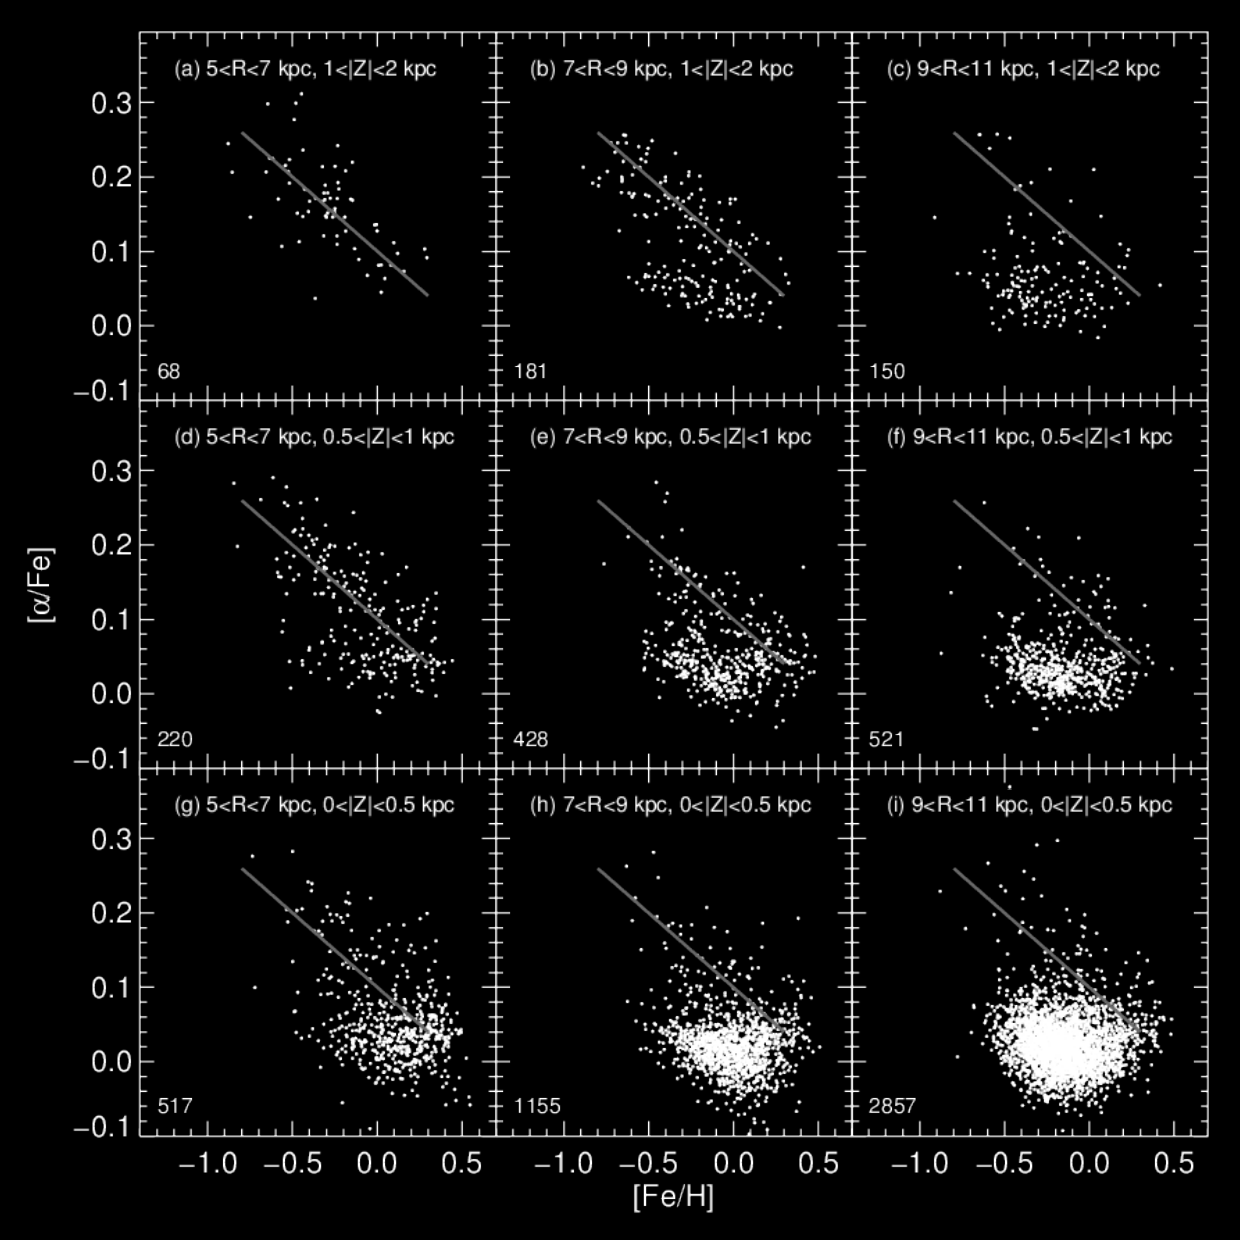 (a) 5<R<7 kpc, 1<|Z|<2 kpc
(b) 7<R<9 kpc, 1<|Z|<2 kpc
(c) 9<R<11 kpc, 1<|Z|<2 kpc
0.3
0.2
0.1
0.0
−0.1
68
181
150
(d) 5<R<7 kpc, 0.5<|Z|<1 kpc
(e) 7<R<9 kpc, 0.5<|Z|<1 kpc
(f) 9<R<11 kpc, 0.5<|Z|<1 kpc
0.3
0.2
0.1
0.0
−0.1
220
428
521
[α/Fe]
(g) 5<R<7 kpc, 0<|Z|<0.5 kpc
(h) 7<R<9 kpc, 0<|Z|<0.5 kpc
(i) 9<R<11 kpc, 0<|Z|<0.5 kpc
0.3
0.2
0.1
0.0
−0.1
517
1155
2857
−1.0 −0.5 0.0 0.5
−1.0 −0.5 0.0 0.5
−1.0 −0.5 0.0 0.5
[Fe/H]